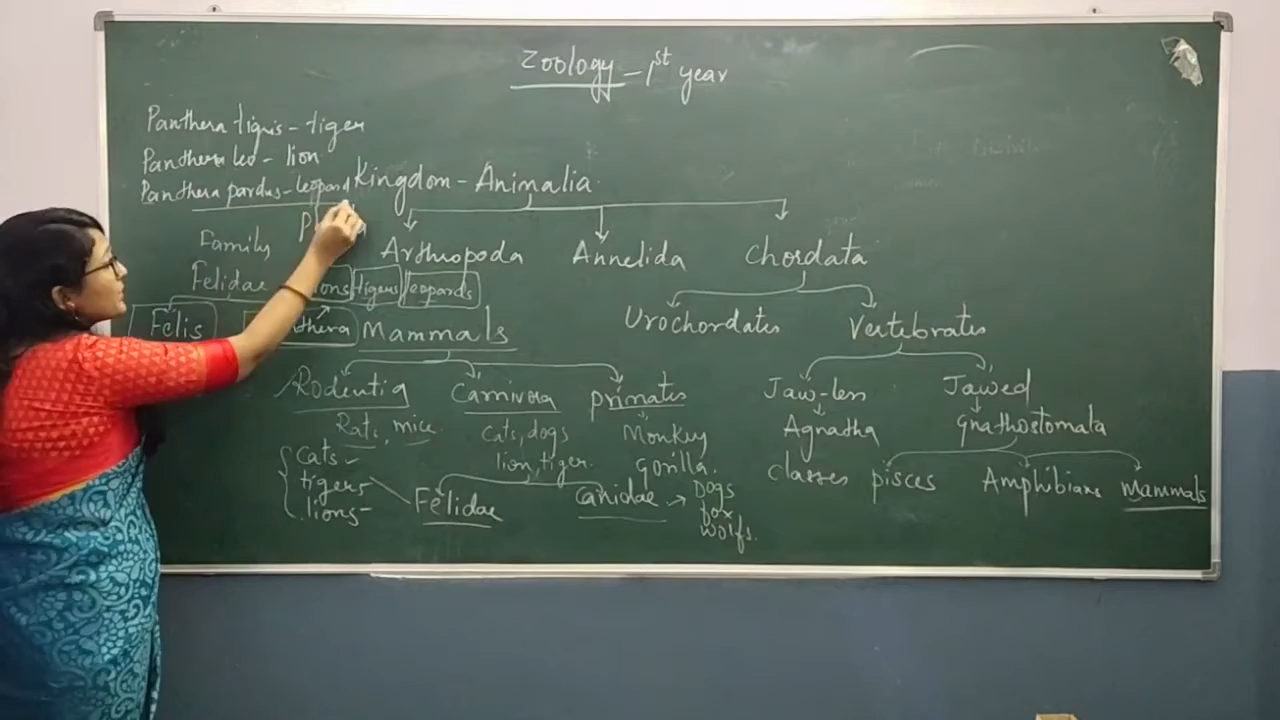 Zoology - 1st year
Panthera tigris - tiger
Panthera leo - lion
Panthera pardus - leopard
Kingdom - Animalia
Arthropoda Annelida Chordata
Family
Felidae tigers leopards
Felis
Urochordates Vertebrates
Mammals
Rodentia Carnivora primates
Rats, mice cats, dogs Monkey
lion, tiger. gorilla.
Jaw-less Jawed
Agnatha gnathostomata
classes pisces Amphibians Mammals
cats
tigers
lions
Felidae canidae Dogs
fox
wolfs.